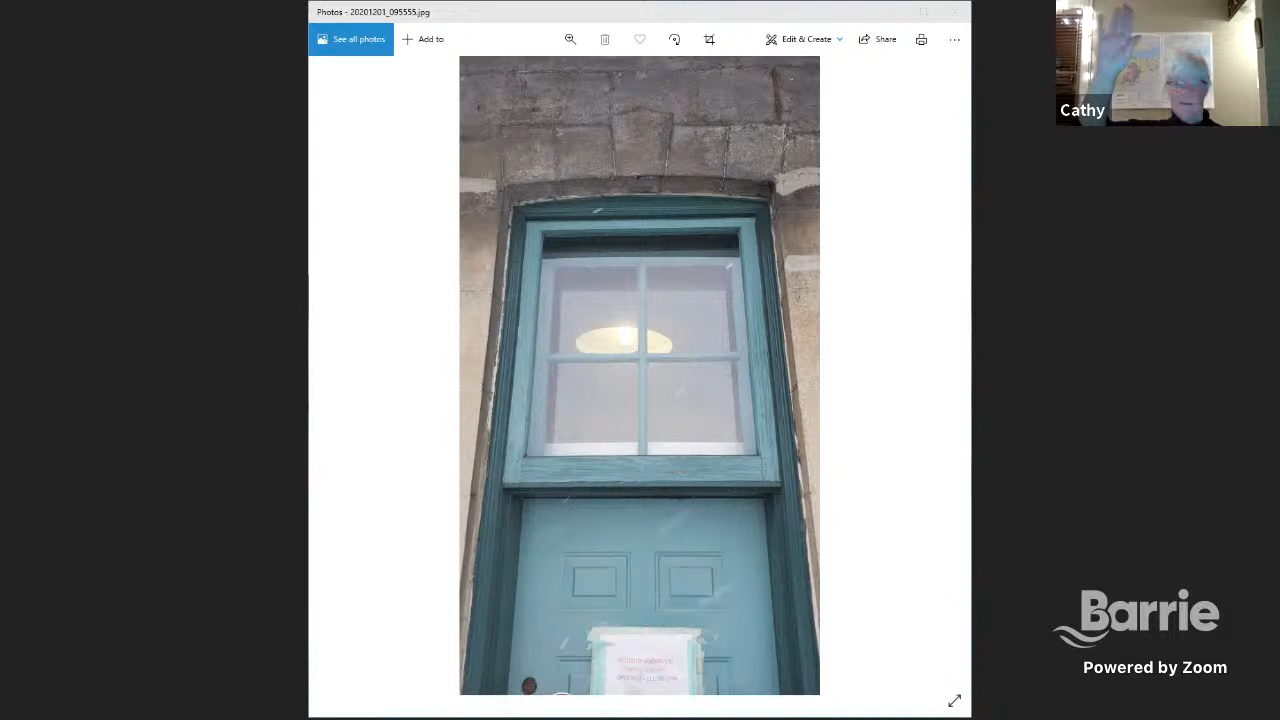 Photos - 20201201_095555.jpg
See all photos
Add to
Edit & Create
Share
Cathy
Barrie
Powered by Zoom